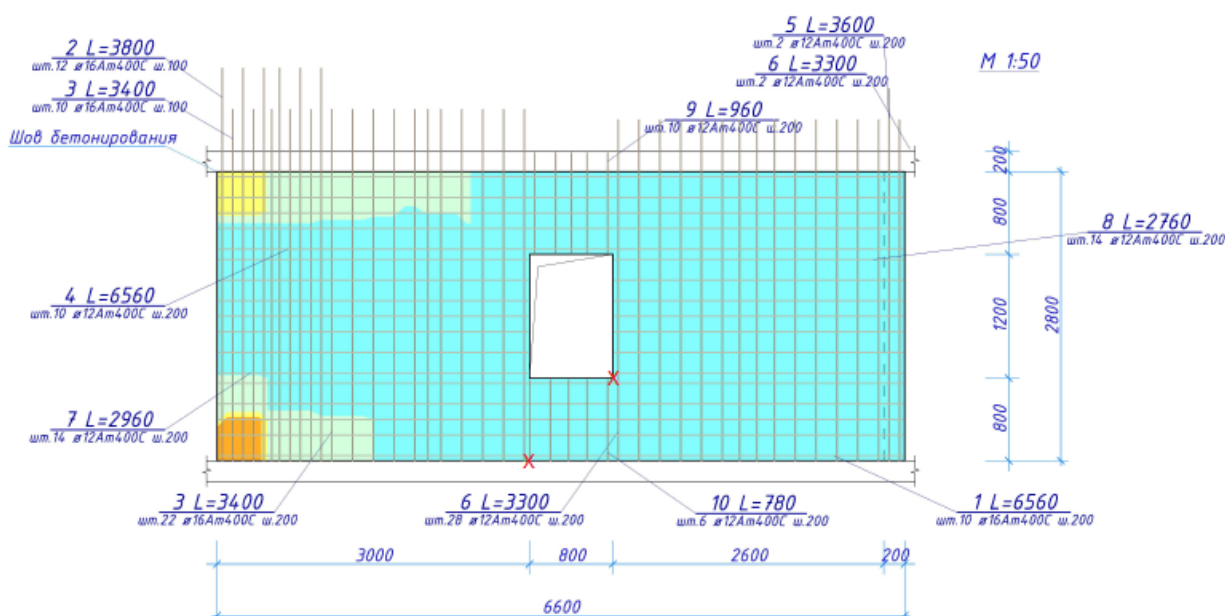 5 L=3600
шт.2 ⌀12Ат400С ш.200
2 L=3800
шт.12 ⌀16Ат400С ш.100
6 L=3300
шт.2 ⌀12Ат400С ш.200
М 1:50
3 L=3400
шт.10 ⌀16Ат400С ш.100
9 L=960
шт.10 ⌀12Ат400С ш.200
Шов бетонирования
200
800
8 L=2760
шт.14 ⌀12Ат400С ш.200
4 L=6560
шт.10 ⌀12Ат400С ш.200
1200
2800
7 L=2960
шт.14 ⌀12Ат400С ш.200
800
3 L=3400
шт.22 ⌀16Ат400С ш.200
6 L=3300
шт.28 ⌀12Ат400С ш.200
10 L=780
шт.6 ⌀12Ат400С ш.200
1 L=6560
шт.10 ⌀16Ат400С ш.200
3000
800
2600
200
6600